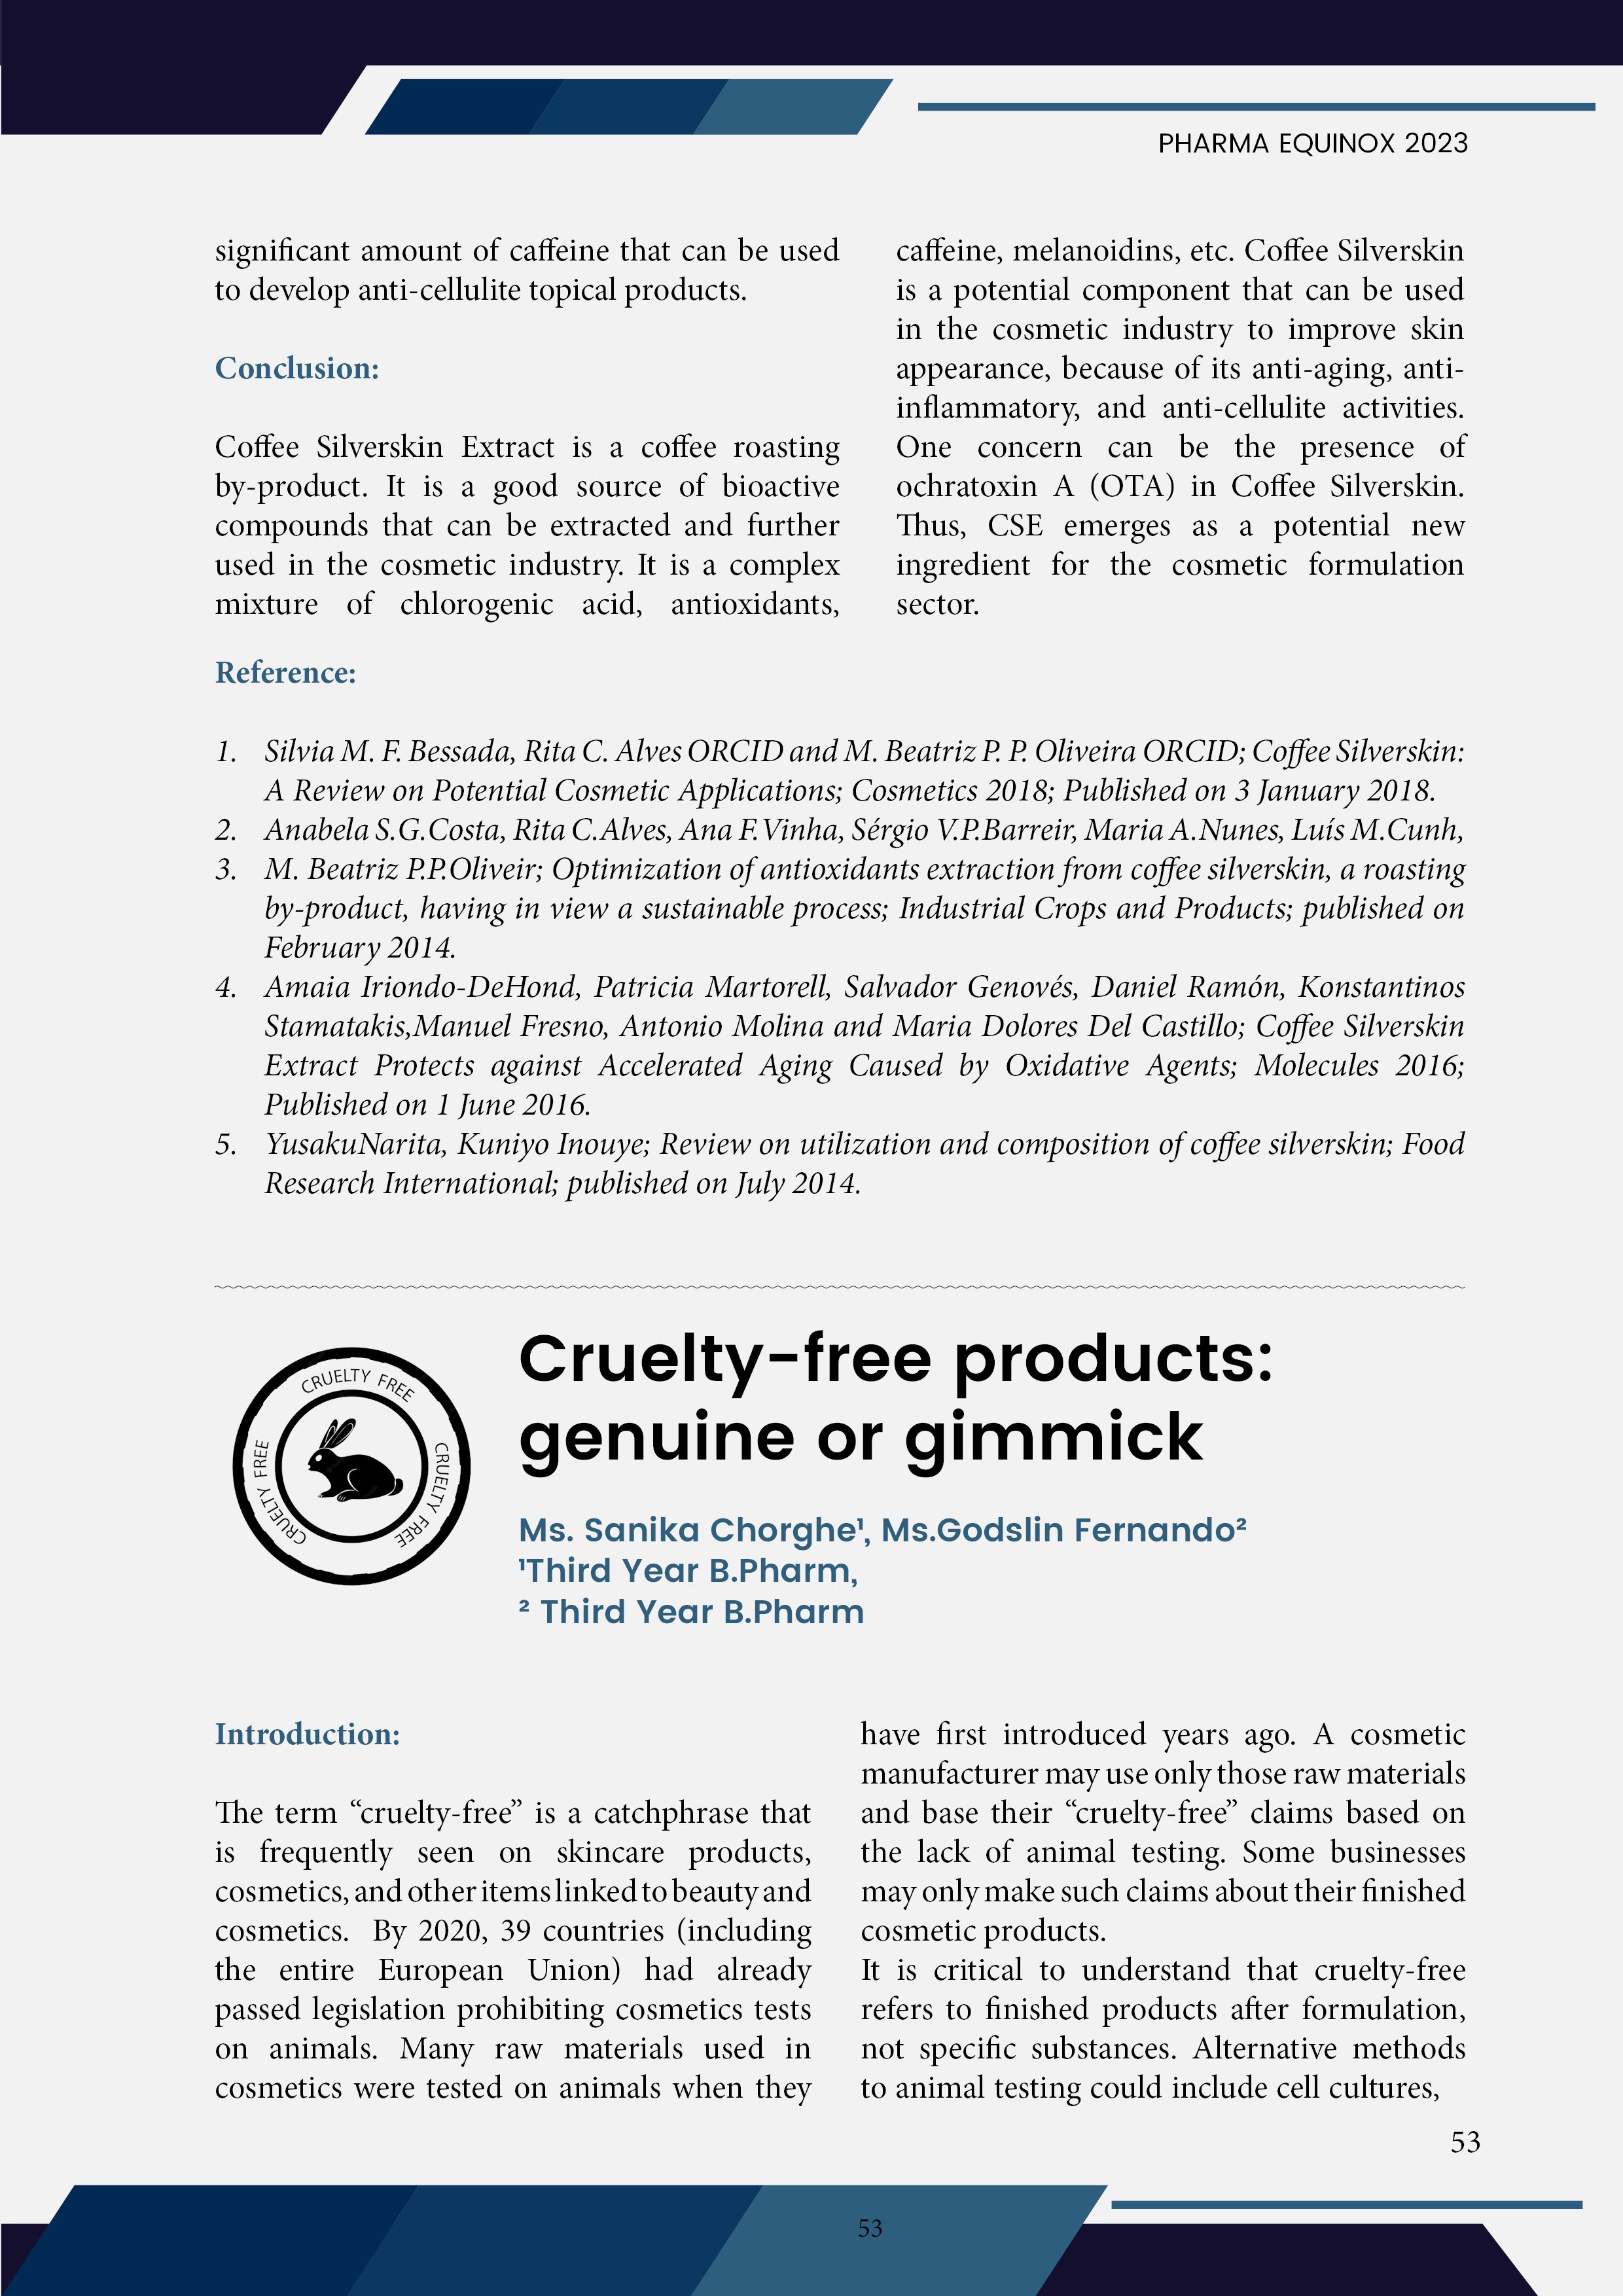 PHARMA EQUINOX 2023
significant amount of caffeine that can be used
to develop anti-cellulite topical products.
Conclusion:
Coffee Silverskin Extract is a coffee roasting
by-product. It is a good source of bioactive
compounds that can be extracted and further
used in the cosmetic industry. It is a complex
mixture of chlorogenic acid, antioxidants,
caffeine, melanoidins, etc. Coffee Silverskin
is a potential component that can be used
in the cosmetic industry to improve skin
appearance, because of its anti-aging, anti-
inflammatory, and anti-cellulite activities.
One concern can be the presence of
ochratoxin A (OTA) in Coffee Silverskin.
Thus, CSE emerges as a potential new
ingredient for the cosmetic formulation
sector.
Reference:
1. Silvia M. F. Bessada, Rita C. Alves ORCID and M. Beatriz P. P. Oliveira ORCID; Coffee Silverskin:
A Review on Potential Cosmetic Applications; Cosmetics 2018; Published on 3 January 2018.
2. Anabela S.G.Costa, Rita C.Alves, Ana F.Vinha, Sérgio V.P.Barreir, Maria A.Nunes, Luís M.Cunh,
3. M. Beatriz P.P.Oliveir; Optimization of antioxidants extraction from coffee silverskin, a roasting
by-product, having in view a sustainable process; Industrial Crops and Products; published on
February 2014.
4. Amaia Iriondo-DeHond, Patricia Martorell, Salvador Genovés, Daniel Ramón, Konstantinos
Stamatakis,Manuel Fresno, Antonio Molina and Maria Dolores Del Castillo; Coffee Silverskin
Extract Protects against Accelerated Aging Caused by Oxidative Agents; Molecules 2016;
Published on 1 June 2016.
5. YusakuNarita, Kuniyo Inouye; Review on utilization and composition of coffee silverskin; Food
Research International; published on July 2014.
CRUELTY FREE
CRUELTY FREE
CRUELTY FREE
Cruelty-free products:
genuine or gimmick
Ms. Sanika Chorghe¹, Ms.Godslin Fernando²
¹Third Year B.Pharm,
² Third Year B.Pharm
Introduction:
The term “cruelty-free” is a catchphrase that
is frequently seen on skincare products,
cosmetics, and other items linked to beauty and
cosmetics. By 2020, 39 countries (including
the entire European Union) had already
passed legislation prohibiting cosmetics tests
on animals. Many raw materials used in
cosmetics were tested on animals when they
have first introduced years ago. A cosmetic
manufacturer may use only those raw materials
and base their “cruelty-free” claims based on
the lack of animal testing. Some businesses
may only make such claims about their finished
cosmetic products.
It is critical to understand that cruelty-free
refers to finished products after formulation,
not specific substances. Alternative methods
to animal testing could include cell cultures,
53
53